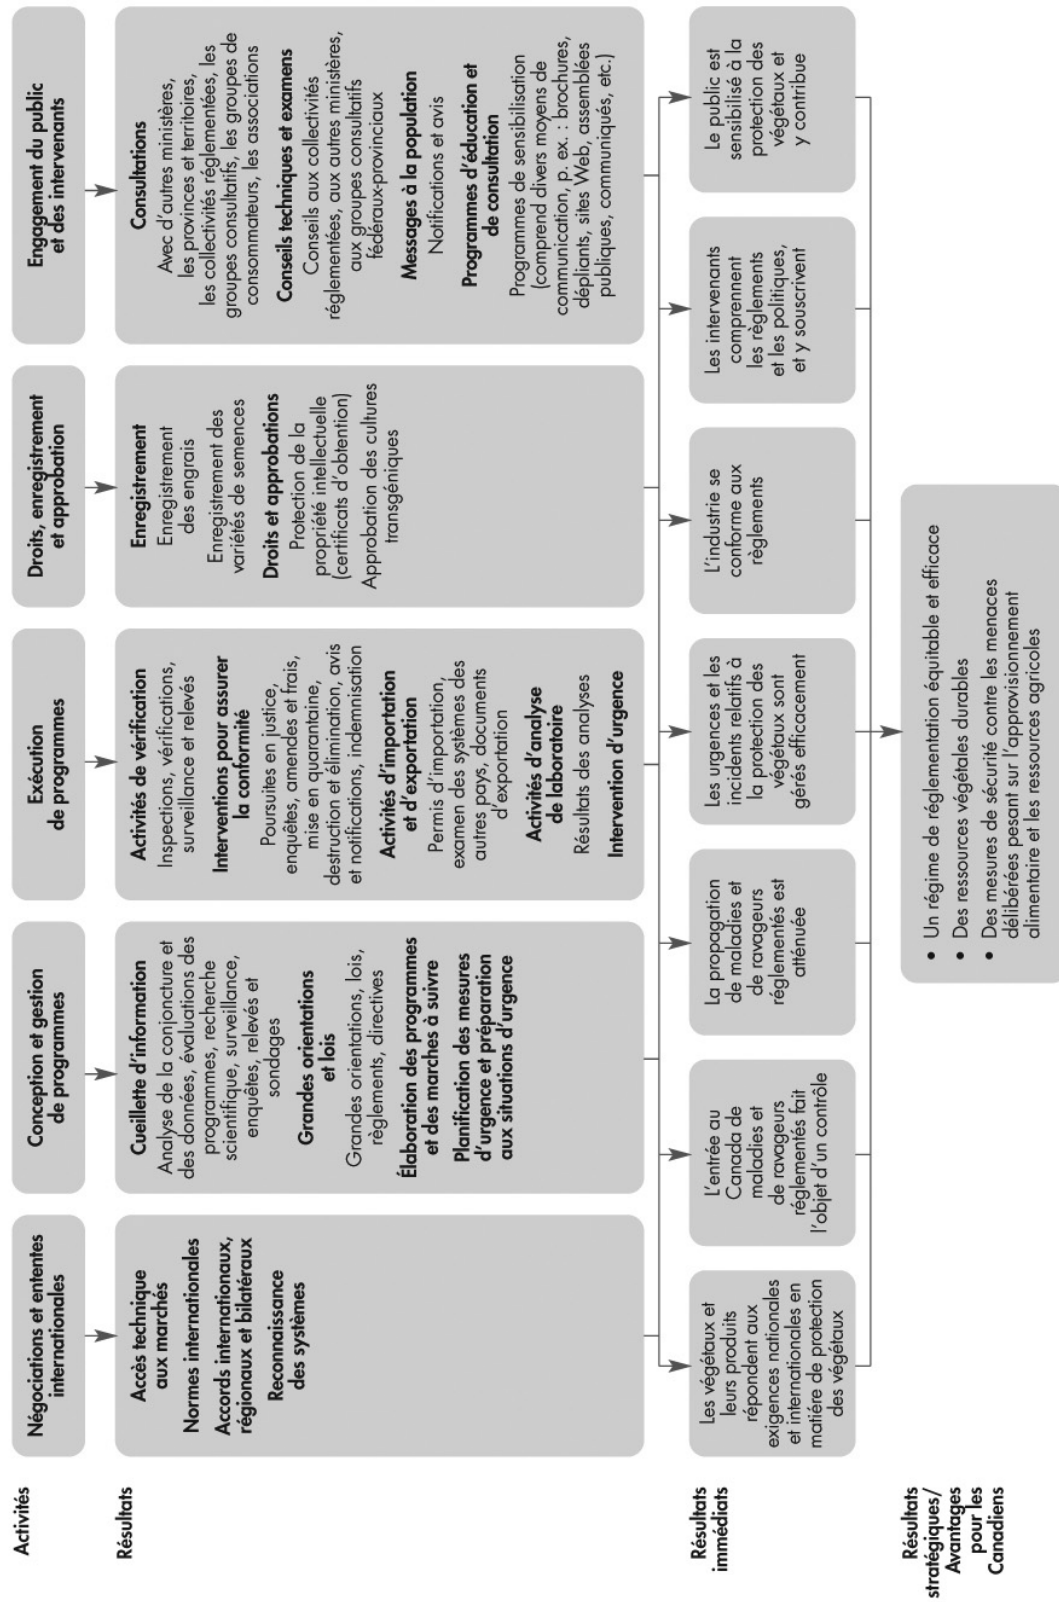 Activités
Négociations et ententes
internationales
Conception et gestion
de programmes
Exécution
de programmes
Droits, enregistrement
et approbation
Engagement du public
et des intervenants
Résultats
Accès technique
aux marchés
Normes internationales
Accords internationaux,
régionaux et bilatéraux
Reconnaissance
des systèmes
Cueillette d'information
Analyse de la conjoncture et
des données, évaluations des
programmes, recherche
scientifique, surveillance,
enquêtes, relevés et
sondages
Grandes orientations
et lois
Grandes orientations, lois,
règlements, directives
Élaboration des programmes
et des marches à suivre
Planification des mesures
d'urgence et préparation
aux situations d'urgence
Activités de vérification
Inspections, vérifications,
surveillance et relevés
Interventions pour assurer
la conformité
Poursuites en justice,
enquêtes, amendes et frais,
mise en quarantaine,
destruction et élimination, avis
et notifications, indemnisation
Activités d'importation
et d'exportation
Permis d'importation,
examen des systèmes des
autres pays, documents
d'exportation
Activités d'analyse
de laboratoire
Résultats des analyses
Intervention d'urgence
Enregistrement
Enregistrement
des engrais
Enregistrement des
variétés de semences
Droits et approbations
Protection de la
propriété intellectuelle
(certificats d'obtention)
Approbation des cultures
transgéniques
Consultations
Avec d'autres ministères,
les provinces et territoires,
les collectivités réglementées, les
groupes consultatifs, les groupes de
consommateurs, les associations
Conseils techniques et examens
Conseils aux collectivités
réglementées, aux autres ministères,
aux groupes consultatifs
fédéraux-provinciaux
Messages à la population
Notifications et avis
Programmes d'éducation et
de consultation
Programmes de sensibilisation
(comprend divers moyens de
communication, p. ex. : brochures,
dépliants, sites Web, assemblées
publiques, communiqués, etc.)
Résultats
immédiats
Les végétaux et
leurs produits
répondent aux
exigences nationales
et internationales en
matiére de protection
des végétaux
L'entrée au
Canada de
maladies et
de ravageurs
réglementés fait
l'objet d'un contrôle
La propagation
de maladies et
de ravageurs
réglementés est
atténuée
Les urgences et les
incidents relatifs à
la protection des
végétaux sont
gérés efficacement
L'industrie se
conforme aux
règlements
Les intervenants
comprennent
les règlements
et les politiques,
et y souscrivent
Le public est
sensibilisé à la
protection des
végétaux et
y contribue
Résultats
stratégiques/
Avantages
pour les
Canadiens
• Un régime de réglementation équitable et efficace
• Des ressources végétales durables
• Des mesures de sécurité contre les menaces
délibérées pesant sur l'approvisionnement
alimentaire et les ressources agricoles